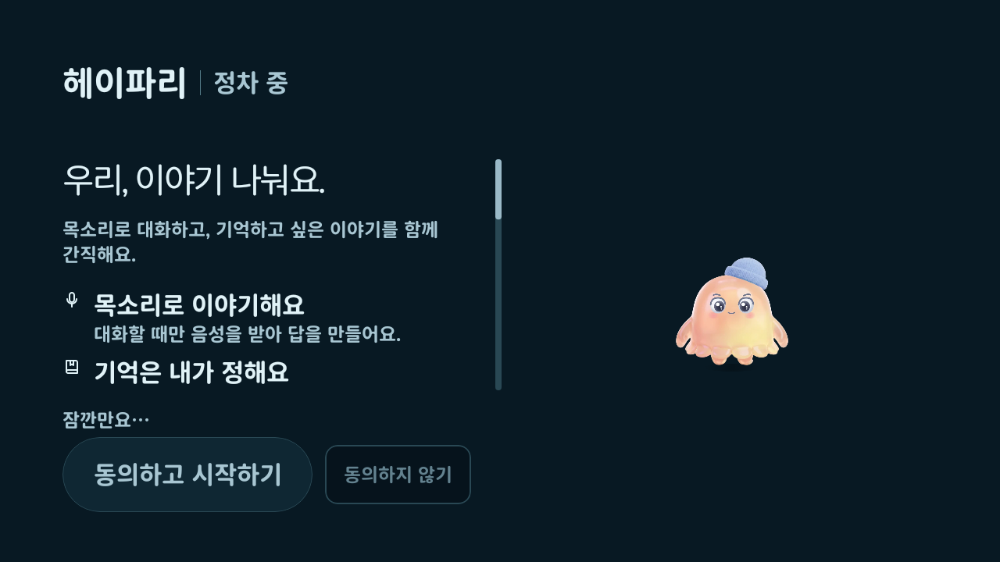 헤이파리
정차 중
우리, 이야기 나눠요.
목소리로 대화하고, 기억하고 싶은 이야기를 함께
간직해요.
목소리로 이야기해요
대화할 때만 음성을 받아 답을 만들어요.
기억은 내가 정해요
잠깐만요…
동의하고 시작하기
동의하지 않기